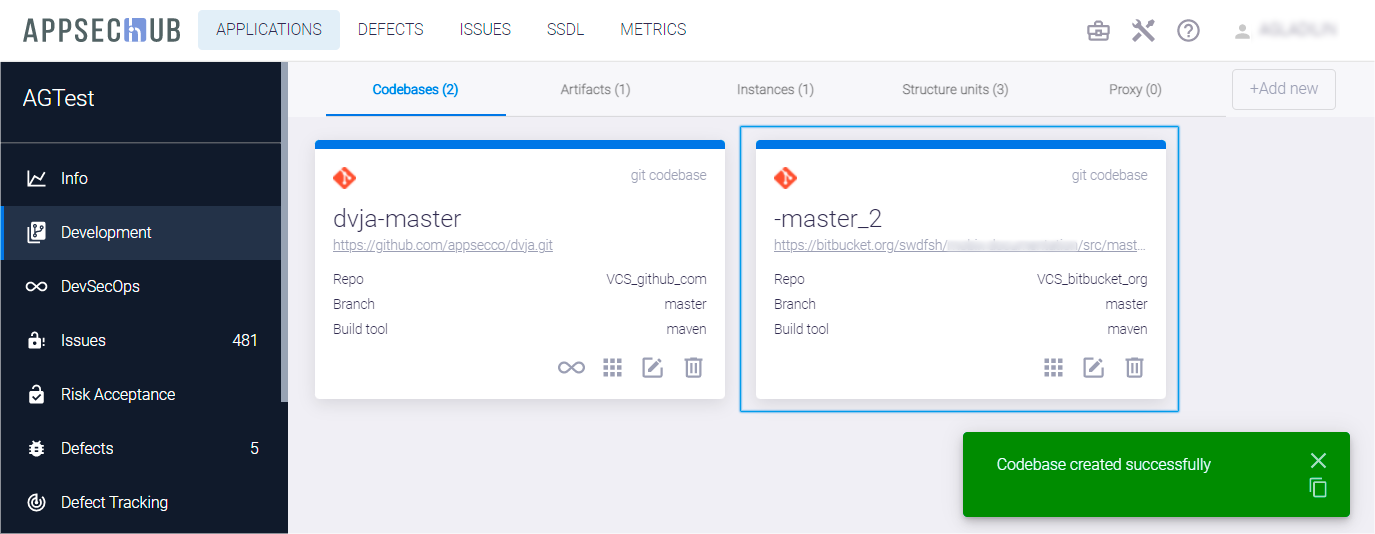 APPSECHUB APPLICATIONS DEFECTS ISSUES SSDL METRICS
AGTest
Info
Development
DevSecOps
Issues 481
Risk Acceptance
Defects 5
Defect Tracking
Codebases (2) Artifacts (1) Instances (1) Structure units (3) Proxy (0) +Add new
git codebase
dvja-master
https://github.com/appsecco/dvja.git
Repo VCS_github_com
Branch master
Build tool maven
git codebase
-master_2
https://bitbucket.org/swdfsh/ /src/mast...
Repo VCS_bitbucket_org
Branch master
Build tool maven
Codebase created successfully